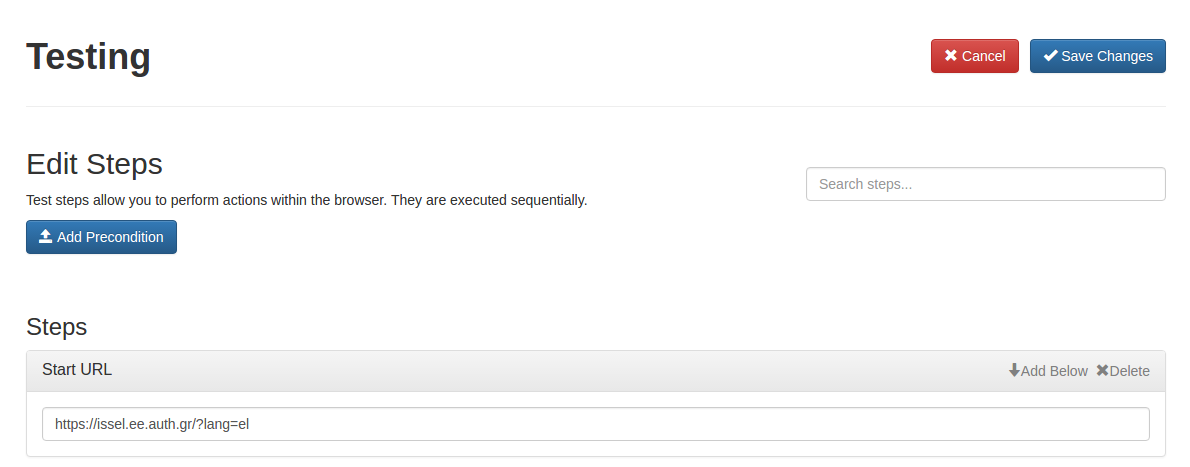 Testing
Cancel
Save Changes
Edit Steps
Search steps...
Test steps allow you to perform actions within the browser. They are executed sequentially.
Add Precondition
Steps
Start URL
Add Below
Delete
https://issel.ee.auth.gr/?lang=el